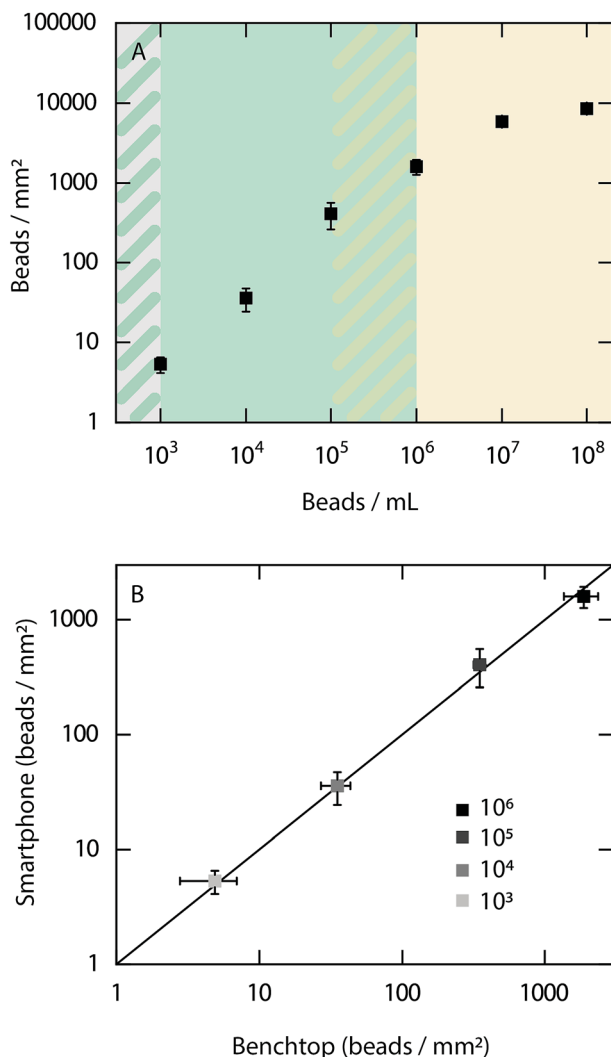 A
100000
10000
1000
100
10
1
Beads / mm²
10³ 10⁴ 10⁵ 10⁶ 10⁷ 10⁸
Beads / mL
B
1000
100
10
1
Smartphone (beads / mm²)
10⁶
10⁵
10⁴
10³
1 10 100 1000
Benchtop (beads / mm²)